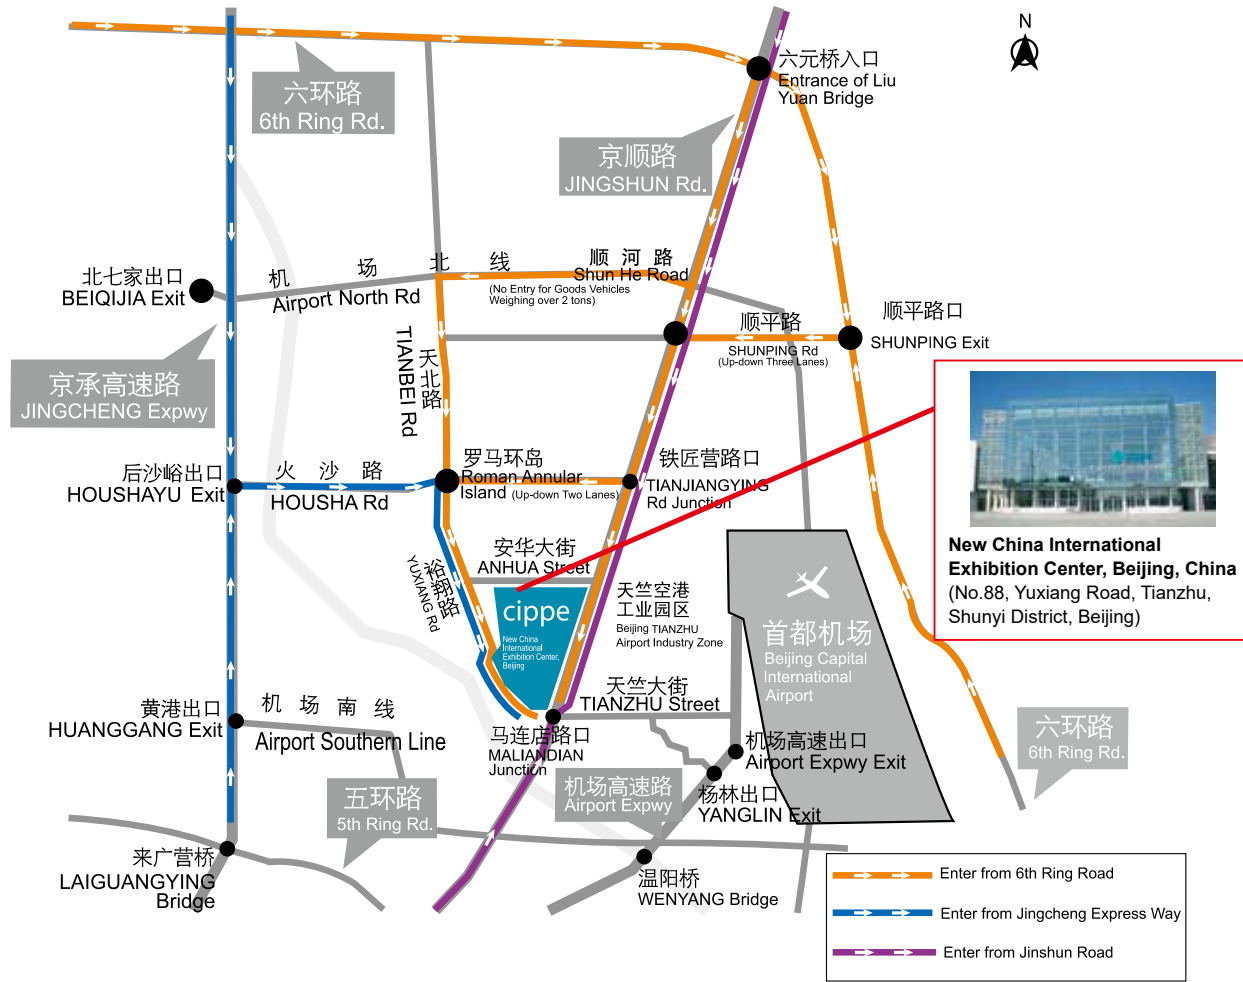 N
六元桥入口
Entrance of Liu
Yuan Bridge
六环路
6th Ring Rd.
京顺路
JINGSHUN Rd.
北七家出口
BEIQIJIA Exit
机场北线
Airport North Rd
顺河路
Shun He Road
(No Entry for Goods Vehicles
Weighing over 2 tons)
顺平路
SHUNPING Rd
(Up-down Three Lanes)
顺平路口
SHUNPING Exit
天北路
TIANBEI Rd
京承高速路
JINGCHENG Expwy
后沙峪出口
HOUSHAYU Exit
火沙路
HOUSHA Rd
罗马环岛
Roman Annular
Island (Up-down Two Lanes)
铁匠营路口
TIANJIANGYING
Rd Junction
安华大街
ANHUA Street
裕翔路
YUXIANG Rd
cippe
New China
International
Exhibition Center,
Beijing
天竺空港
工业园区
Beijing TIANZHU
Airport Industry Zone
首都机场
Beijing Capital
International
Airport
New China International
Exhibition Center, Beijing, China
(No.88, Yuxiang Road, Tianzhu,
Shunyi District, Beijing)
天竺大街
TIANZHU Street
黄港出口
HUANGGANG Exit
机场南线
Airport Southern Line
马连店路口
MALIANDIAN
Junction
机场高速出口
Airport Expwy Exit
六环路
6th Ring Rd.
五环路
5th Ring Rd.
机场高速路
Airport Expwy
杨林出口
YANGLIN Exit
来广营桥
LAIGUANGYING
Bridge
温阳桥
WENYANG Bridge
Enter from 6th Ring Road
Enter from Jingcheng Express Way
Enter from Jinshun Road